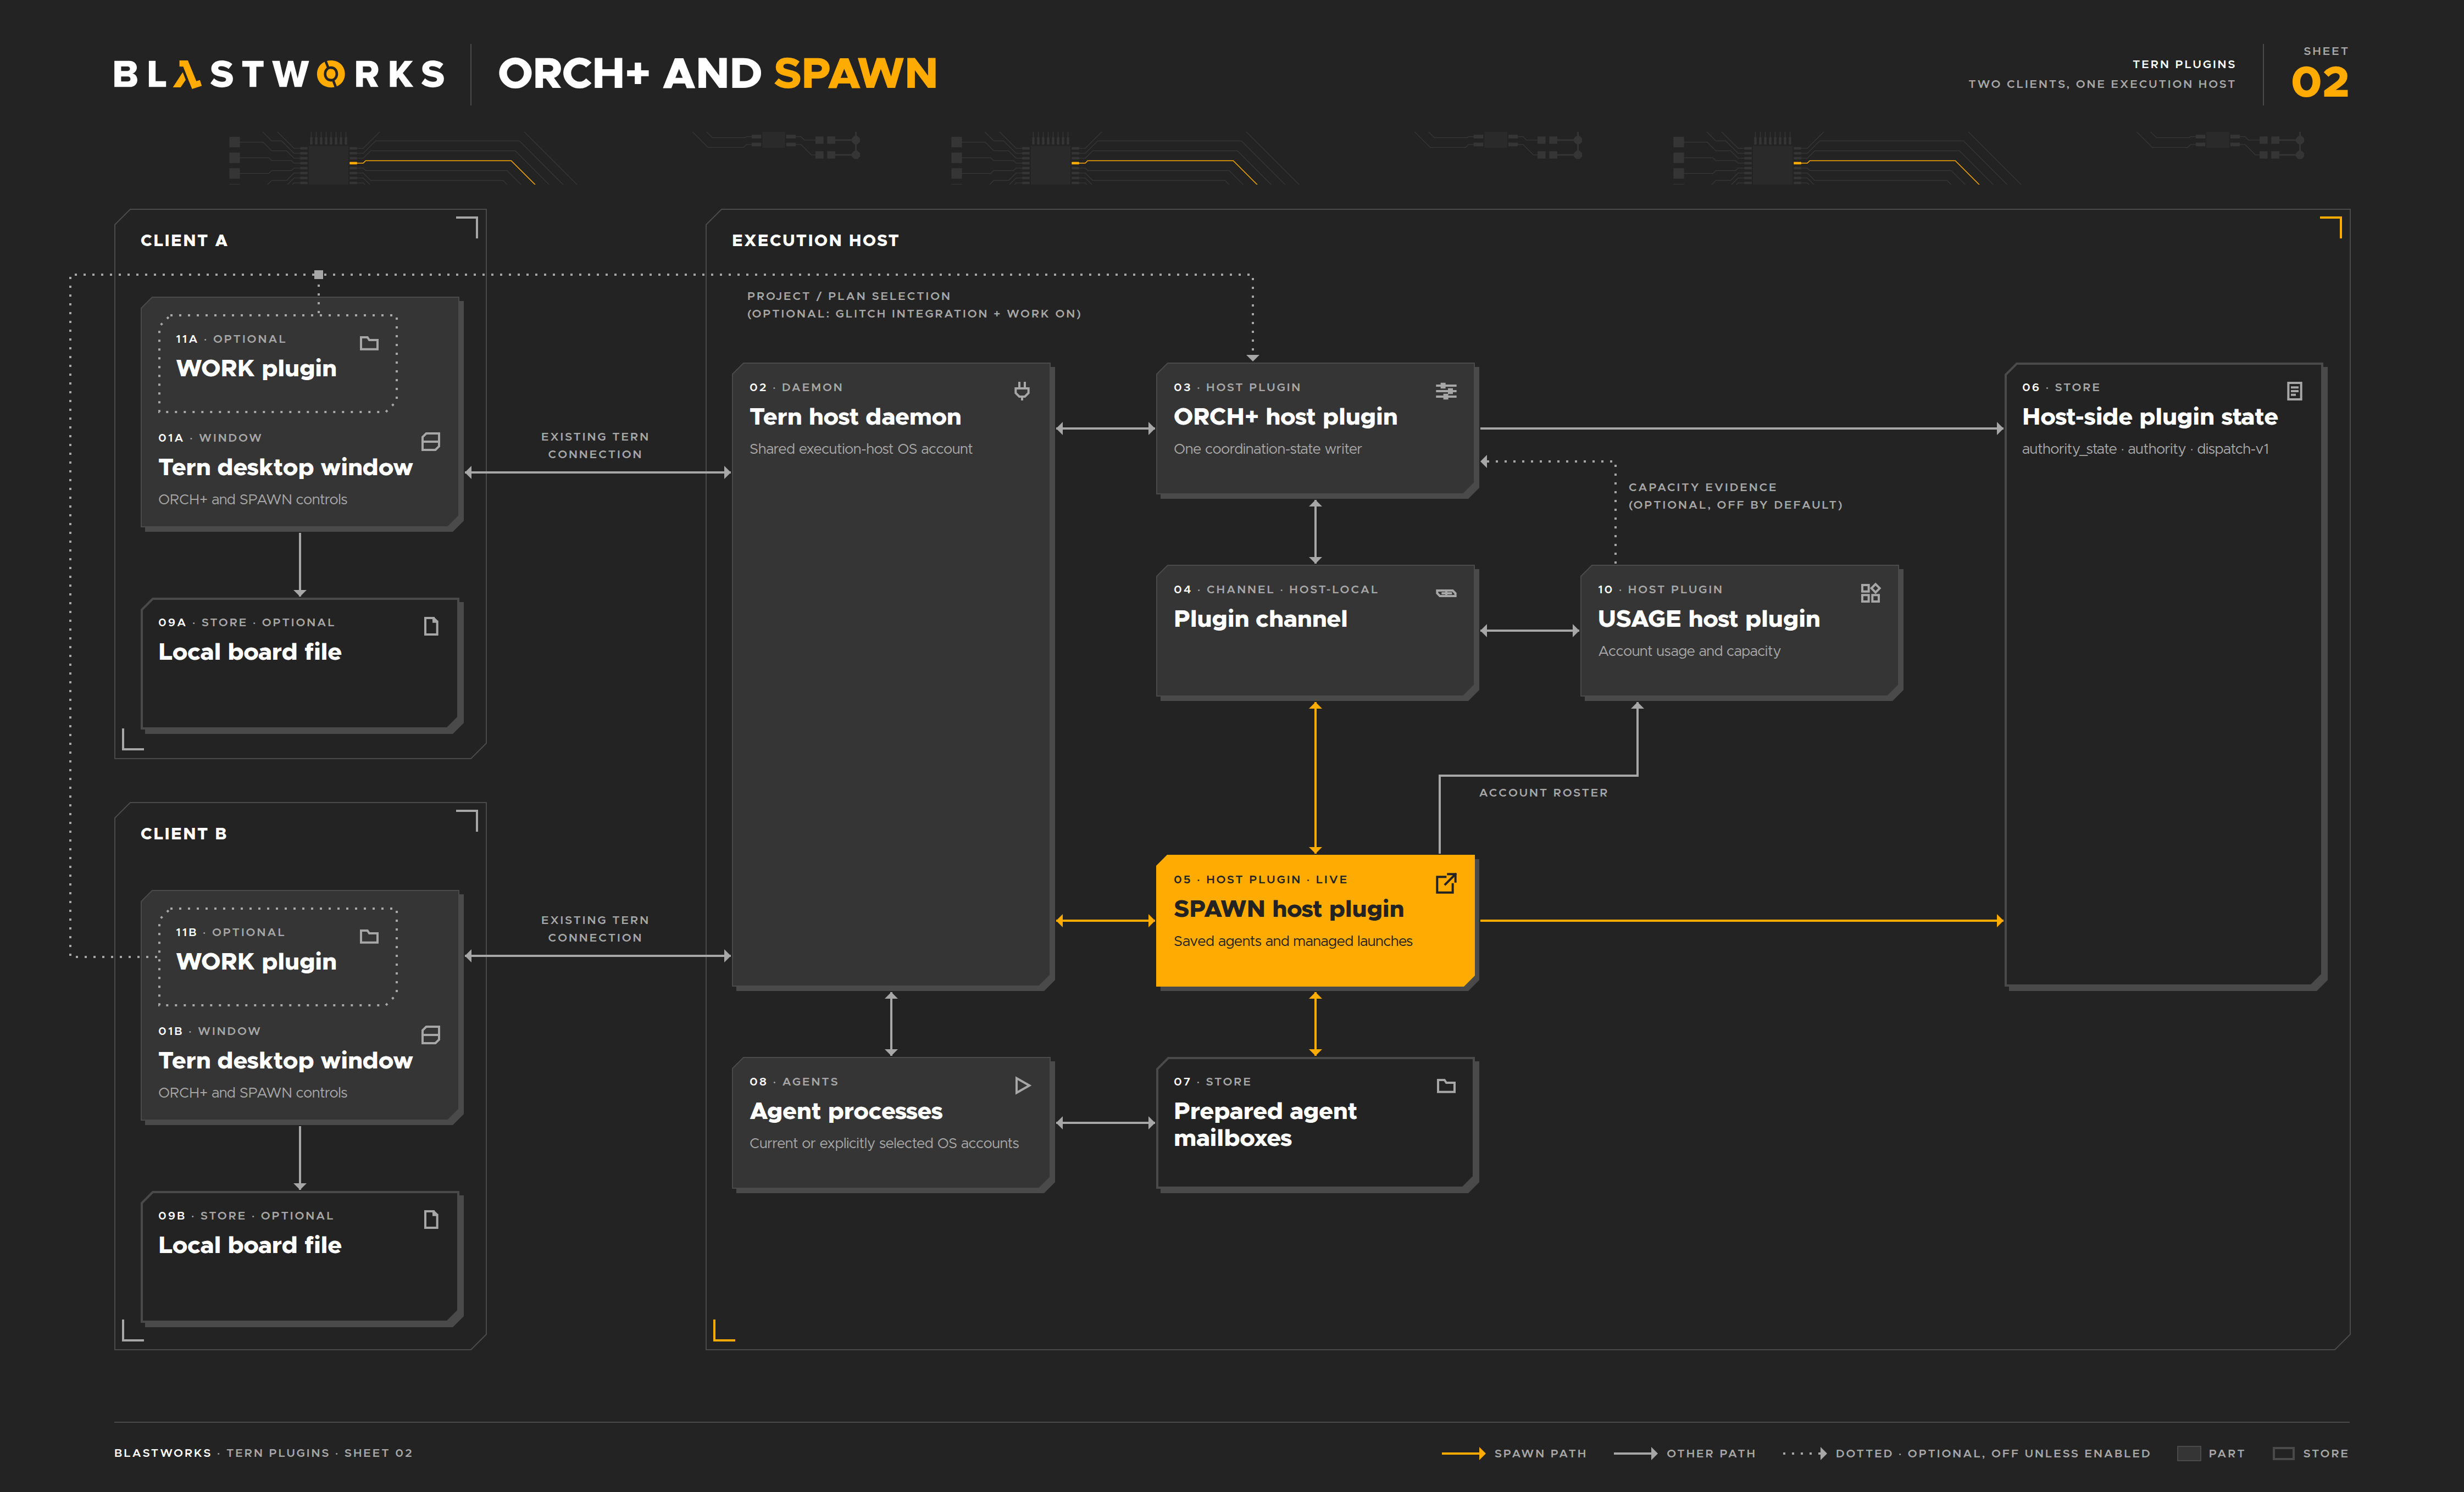 BLASTWORKS
ORCH+ AND SPAWN
TERN PLUGINS
TWO CLIENTS, ONE EXECUTION HOST
SHEET
02
CLIENT A
11A · OPTIONAL
WORK plugin
01A · WINDOW
Tern desktop window
ORCH+ and SPAWN controls
09A · STORE · OPTIONAL
Local board file
EXISTING TERN
CONNECTION
CLIENT B
11B · OPTIONAL
WORK plugin
01B · WINDOW
Tern desktop window
ORCH+ and SPAWN controls
09B · STORE · OPTIONAL
Local board file
EXISTING TERN
CONNECTION
EXECUTION HOST
PROJECT / PLAN SELECTION
(OPTIONAL: GLITCH INTEGRATION + WORK ON)
02 · DAEMON
Tern host daemon
Shared execution-host OS account
03 · HOST PLUGIN
ORCH+ host plugin
One coordination-state writer
06 · STORE
Host-side plugin state
authority_state · authority · dispatch-v1
CAPACITY EVIDENCE
(OPTIONAL, OFF BY DEFAULT)
04 · CHANNEL · HOST-LOCAL
Plugin channel
10 · HOST PLUGIN
USAGE host plugin
Account usage and capacity
ACCOUNT ROSTER
05 · HOST PLUGIN · LIVE
SPAWN host plugin
Saved agents and managed launches
08 · AGENTS
Agent processes
Current or explicitly selected OS accounts
07 · STORE
Prepared agent
mailboxes
BLASTWORKS · TERN PLUGINS · SHEET 02
SPAWN PATH
OTHER PATH
DOTTED · OPTIONAL, OFF UNLESS ENABLED
PART
STORE